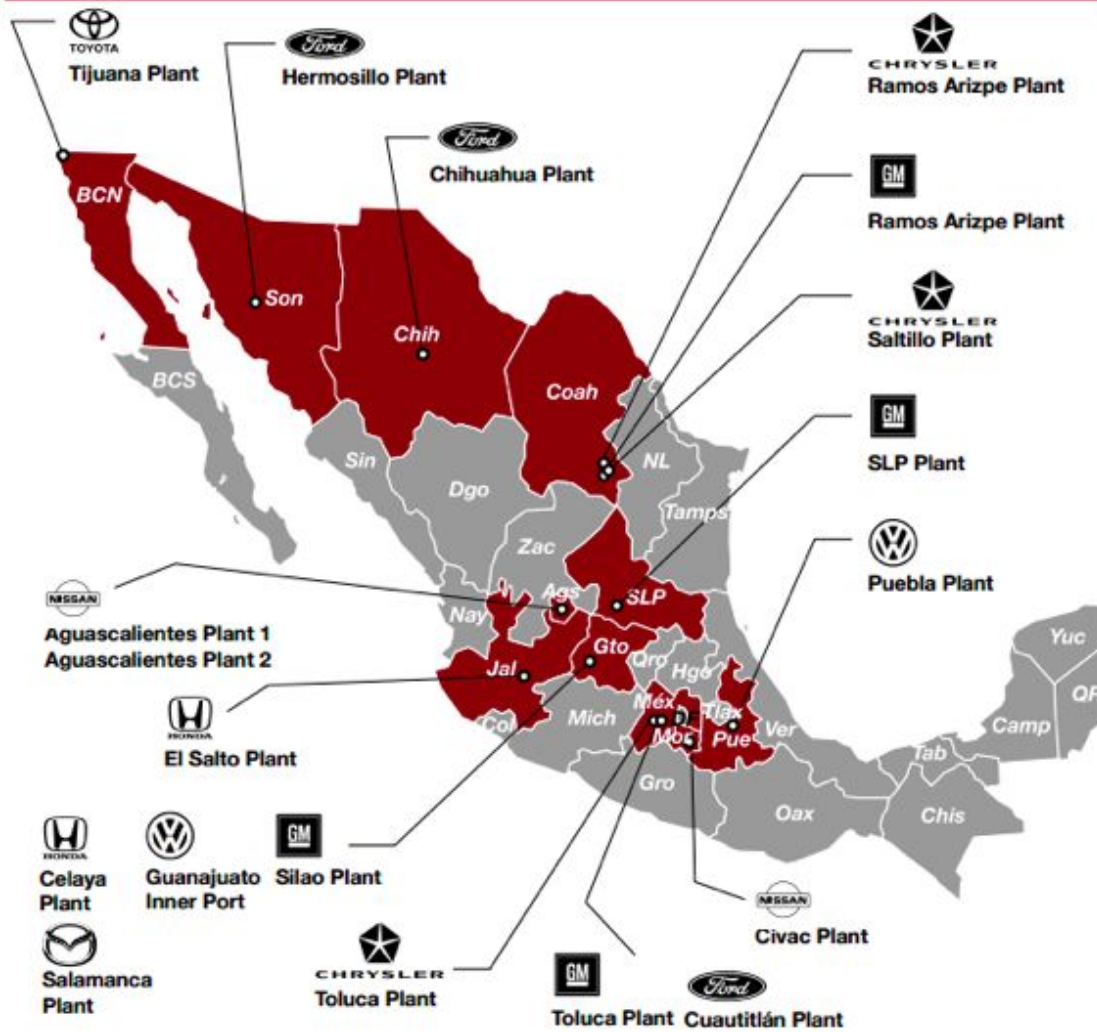 TOYOTA
Tijuana Plant
Ford
Hermosillo Plant
Ford
Chihuahua Plant
CHRYSLER
Ramos Arizpe Plant
GM
Ramos Arizpe Plant
CHRYSLER
Saltillo Plant
GM
SLP Plant
Puebla Plant
BCN
Son
Chih
Coah
BCS
Sin
Dgo
NL
Tamps
Zac
Nay
Ags
SLP
Jal
Gto
Qro
Hgo
Col
Mich
Méx
DF
Tlax
Mor
Pue
Ver
Gro
Oax
Tab
Chis
Camp
Yuc
QR
NISSAN
Aguascalientes Plant 1
Aguascalientes Plant 2
HONDA
El Salto Plant
HONDA
Celaya
Plant
Guanajuato
Inner Port
GM
Silao Plant
Salamanca
Plant
CHRYSLER
Toluca Plant
GM
Toluca Plant
Ford
Cuautitlán Plant
NISSAN
Civac Plant